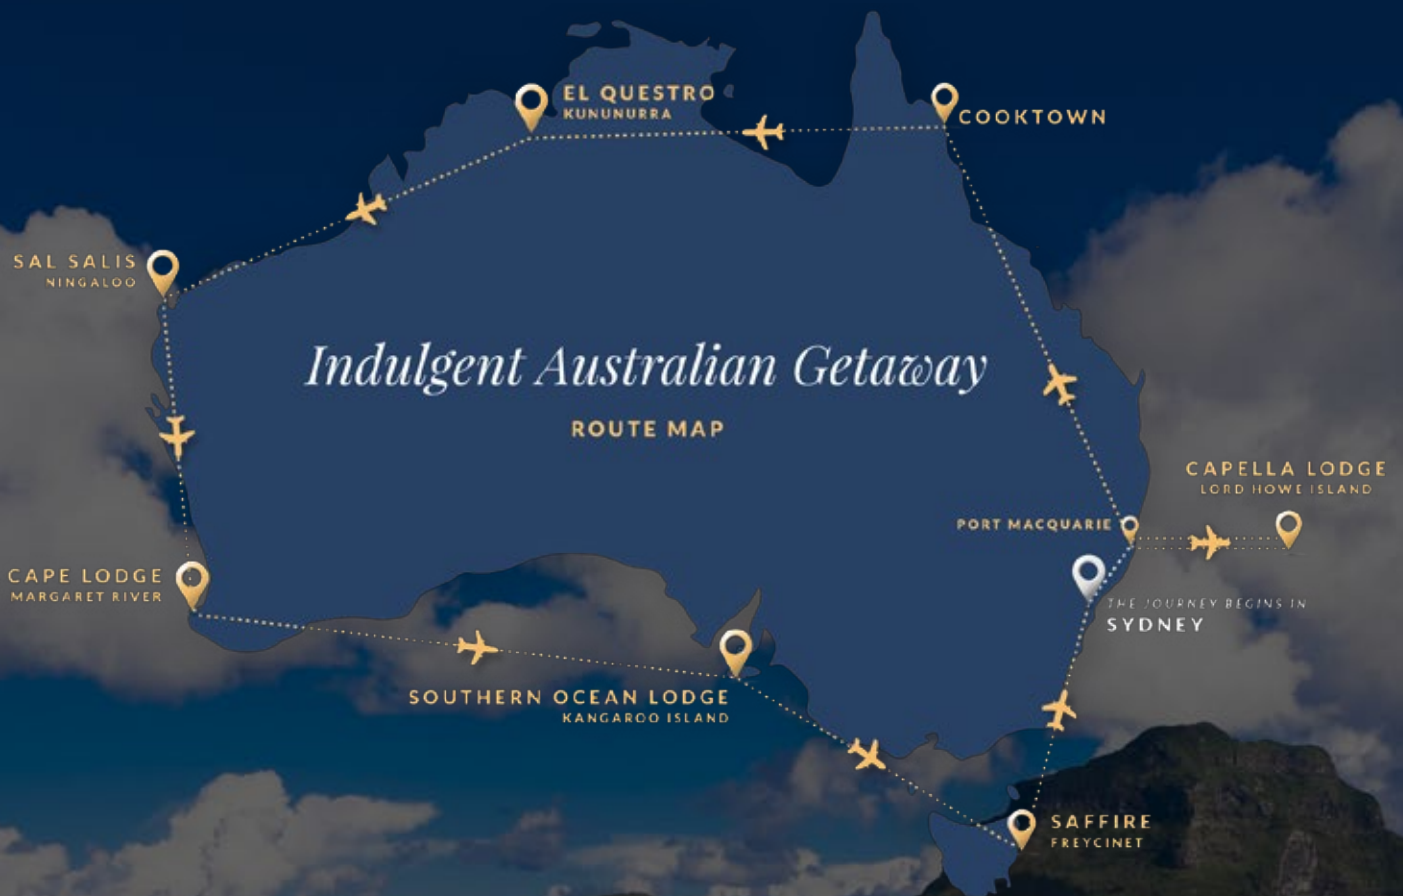 EL QUESTRO
KUNUNURRA
COOKTOWN
SAL SALIS
NINGALOO
Indulgent Australian Getaway
ROUTE MAP
CAPELLA LODGE
LORD HOWE ISLAND
PORT MACQUARIE
CAPE LODGE
MARGARET RIVER
THE JOURNEY BEGINS IN
SYDNEY
SOUTHERN OCEAN LODGE
KANGAROO ISLAND
SAFFIRE
FREYCINET